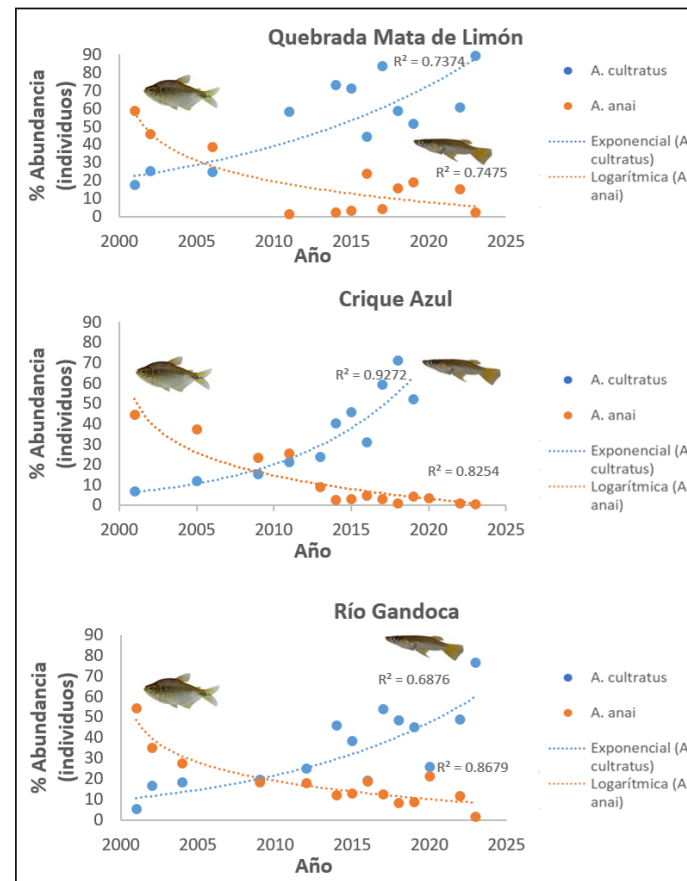 Quebrada Mata de Limón
% Abundancia
(individuos)
90
80
70
60
50
40
30
20
10
0
R² = 0.7374
R² = 0.7475
2000
2005
2010
2015
2020
2025
Año
A. cultratus
A. anai
Exponencial (A
cultratus)
Logarítmica (A
anai)
Crique Azul
% Abundancia
(individuos)
90
80
70
60
50
40
30
20
10
0
R² = 0.9272
R² = 0.8254
2000
2005
2010
2015
2020
2025
Año
A. cultratus
A. anai
Exponencial (A
cultratus)
Logarítmica (A
anai)
Río Gandoca
% Abundancia
(individuos)
90
80
70
60
50
40
30
20
10
0
R² = 0.6876
R² = 0.8679
2000
2005
2010
2015
2020
2025
Año
A. cultratus
A. anai
Exponencial (A
cultratus)
Logarítmica (A
anai)